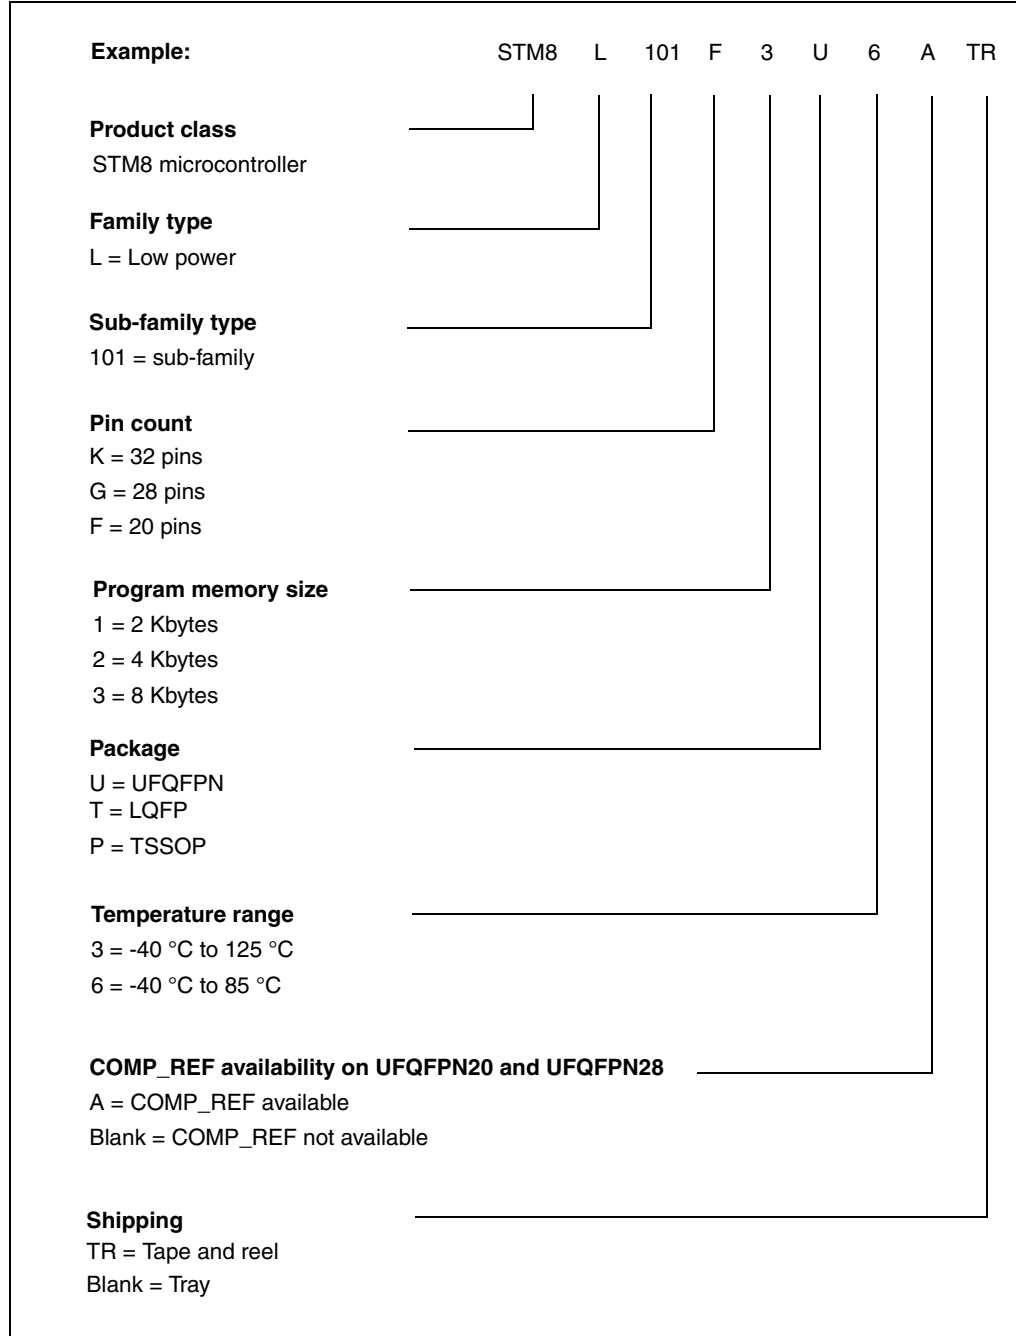 Example: STM8 L 101 F 3 U 6 A TR
Product class
STM8 microcontroller
Family type
L = Low power
Sub-family type
101 = sub-family
Pin count
K = 32 pins
G = 28 pins
F = 20 pins
Program memory size
1 = 2 Kbytes
2 = 4 Kbytes
3 = 8 Kbytes
Package
U = UFQFPN
T = LQFP
P = TSSOP
Temperature range
3 = -40 °C to 125 °C
6 = -40 °C to 85 °C
COMP_REF availability on UFQFPN20 and UFQFPN28
A = COMP_REF available
Blank = COMP_REF not available
Shipping
TR = Tape and reel
Blank = Tray